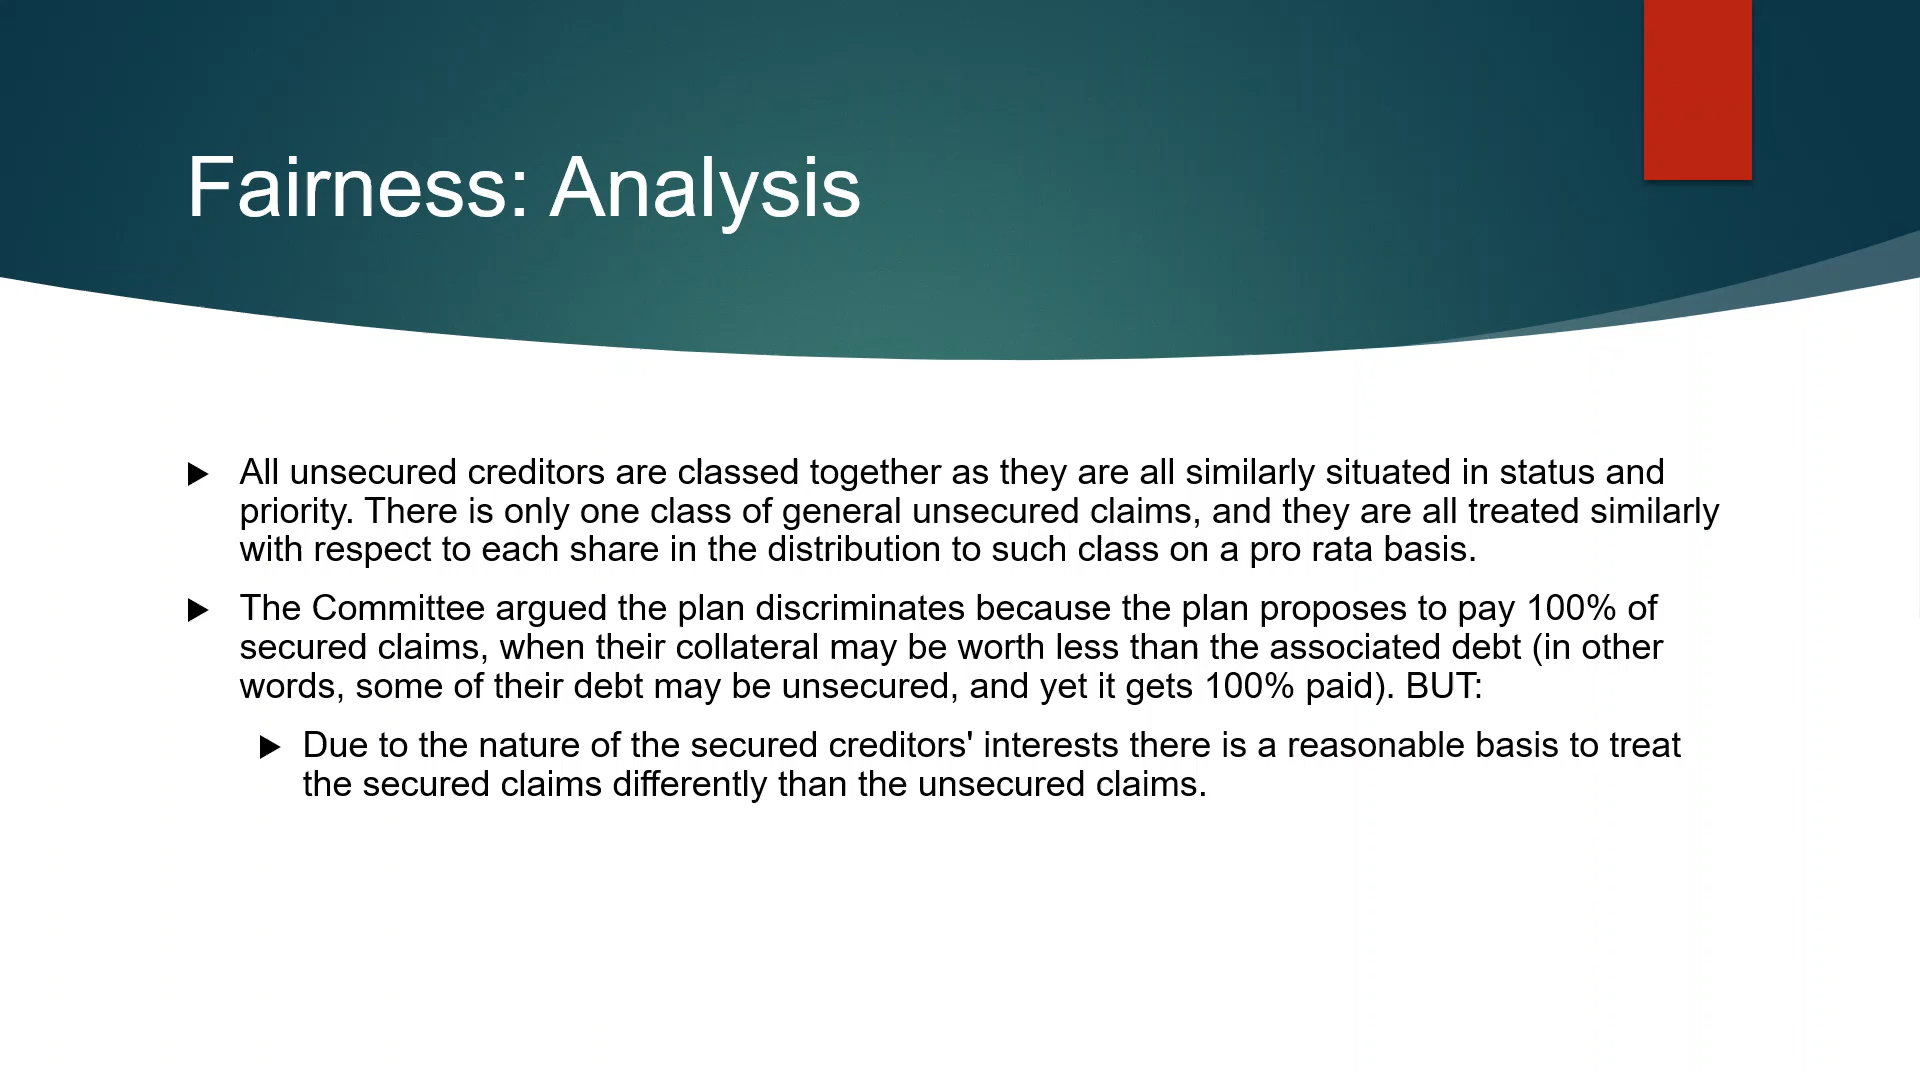 Fairness: Analysis
All unsecured creditors are classed together as they are all similarly situated in status and
priority. There is only one class of general unsecured claims, and they are all treated similarly
with respect to each share in the distribution to such class on a pro rata basis.
The Committee argued the plan discriminates because the plan proposes to pay 100% of
secured claims, when their collateral may be worth less than the associated debt (in other
words, some of their debt may be unsecured, and yet it gets 100% paid). BUT:
Due to the nature of the secured creditors' interests there is a reasonable basis to treat
the secured claims differently than the unsecured claims.